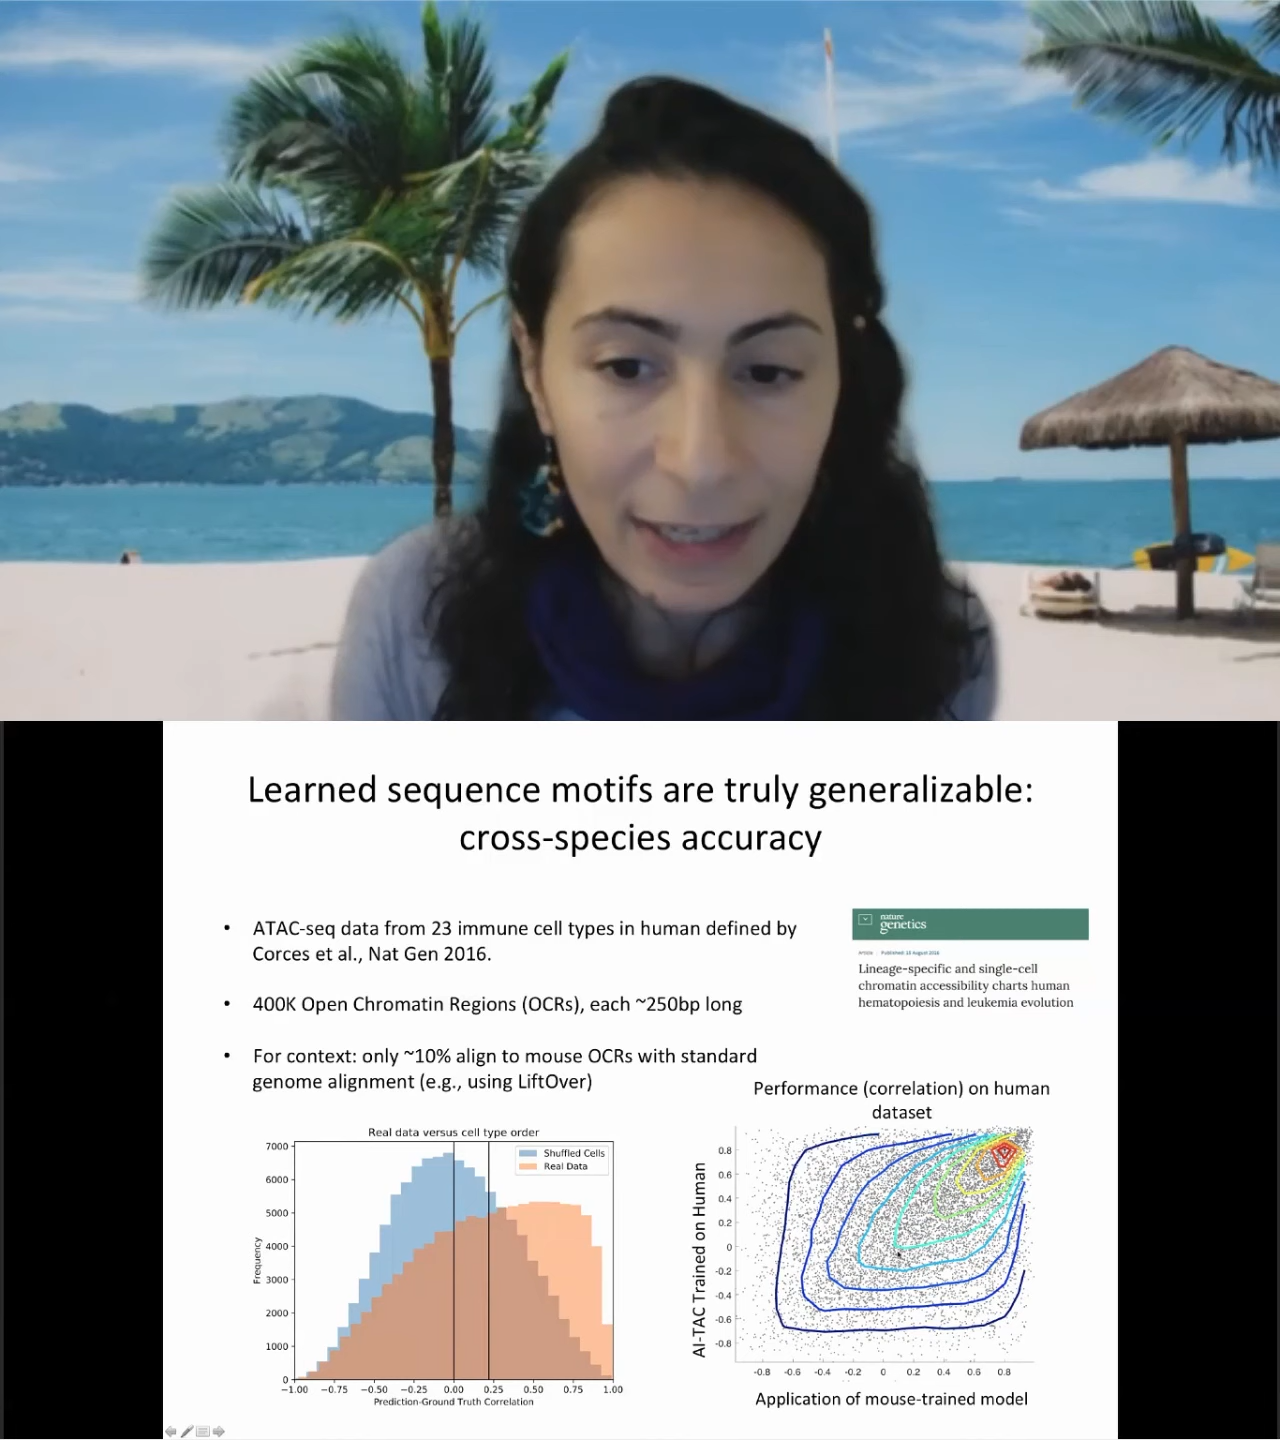 Learned sequence motifs are truly generalizable:
cross-species accuracy
• ATAC-seq data from 23 immune cell types in human defined by
Corces et al., Nat Gen 2016.
• 400K Open Chromatin Regions (OCRs), each ~250bp long
• For context: only ~10% align to mouse OCRs with standard
genome alignment (e.g., using LiftOver)
nature
genetics
Article Published: 15 August 2016
Lineage-specific and single-cell
chromatin accessibility charts human
hematopoiesis and leukemia evolution
Real data versus cell type order
Shuffled Cells
Real Data
Frequency
7000
6000
5000
4000
3000
2000
1000
0
−1.00 −0.75 −0.50 −0.25 0.00 0.25 0.50 0.75 1.00
Prediction-Ground Truth Correlation
Performance (correlation) on human
dataset
AI-TAC Trained on Human
0.8
0.6
0.4
0.2
0
-0.2
-0.4
-0.6
-0.8
-0.8 -0.6 -0.4 -0.2 0 0.2 0.4 0.6 0.8
Application of mouse-trained model